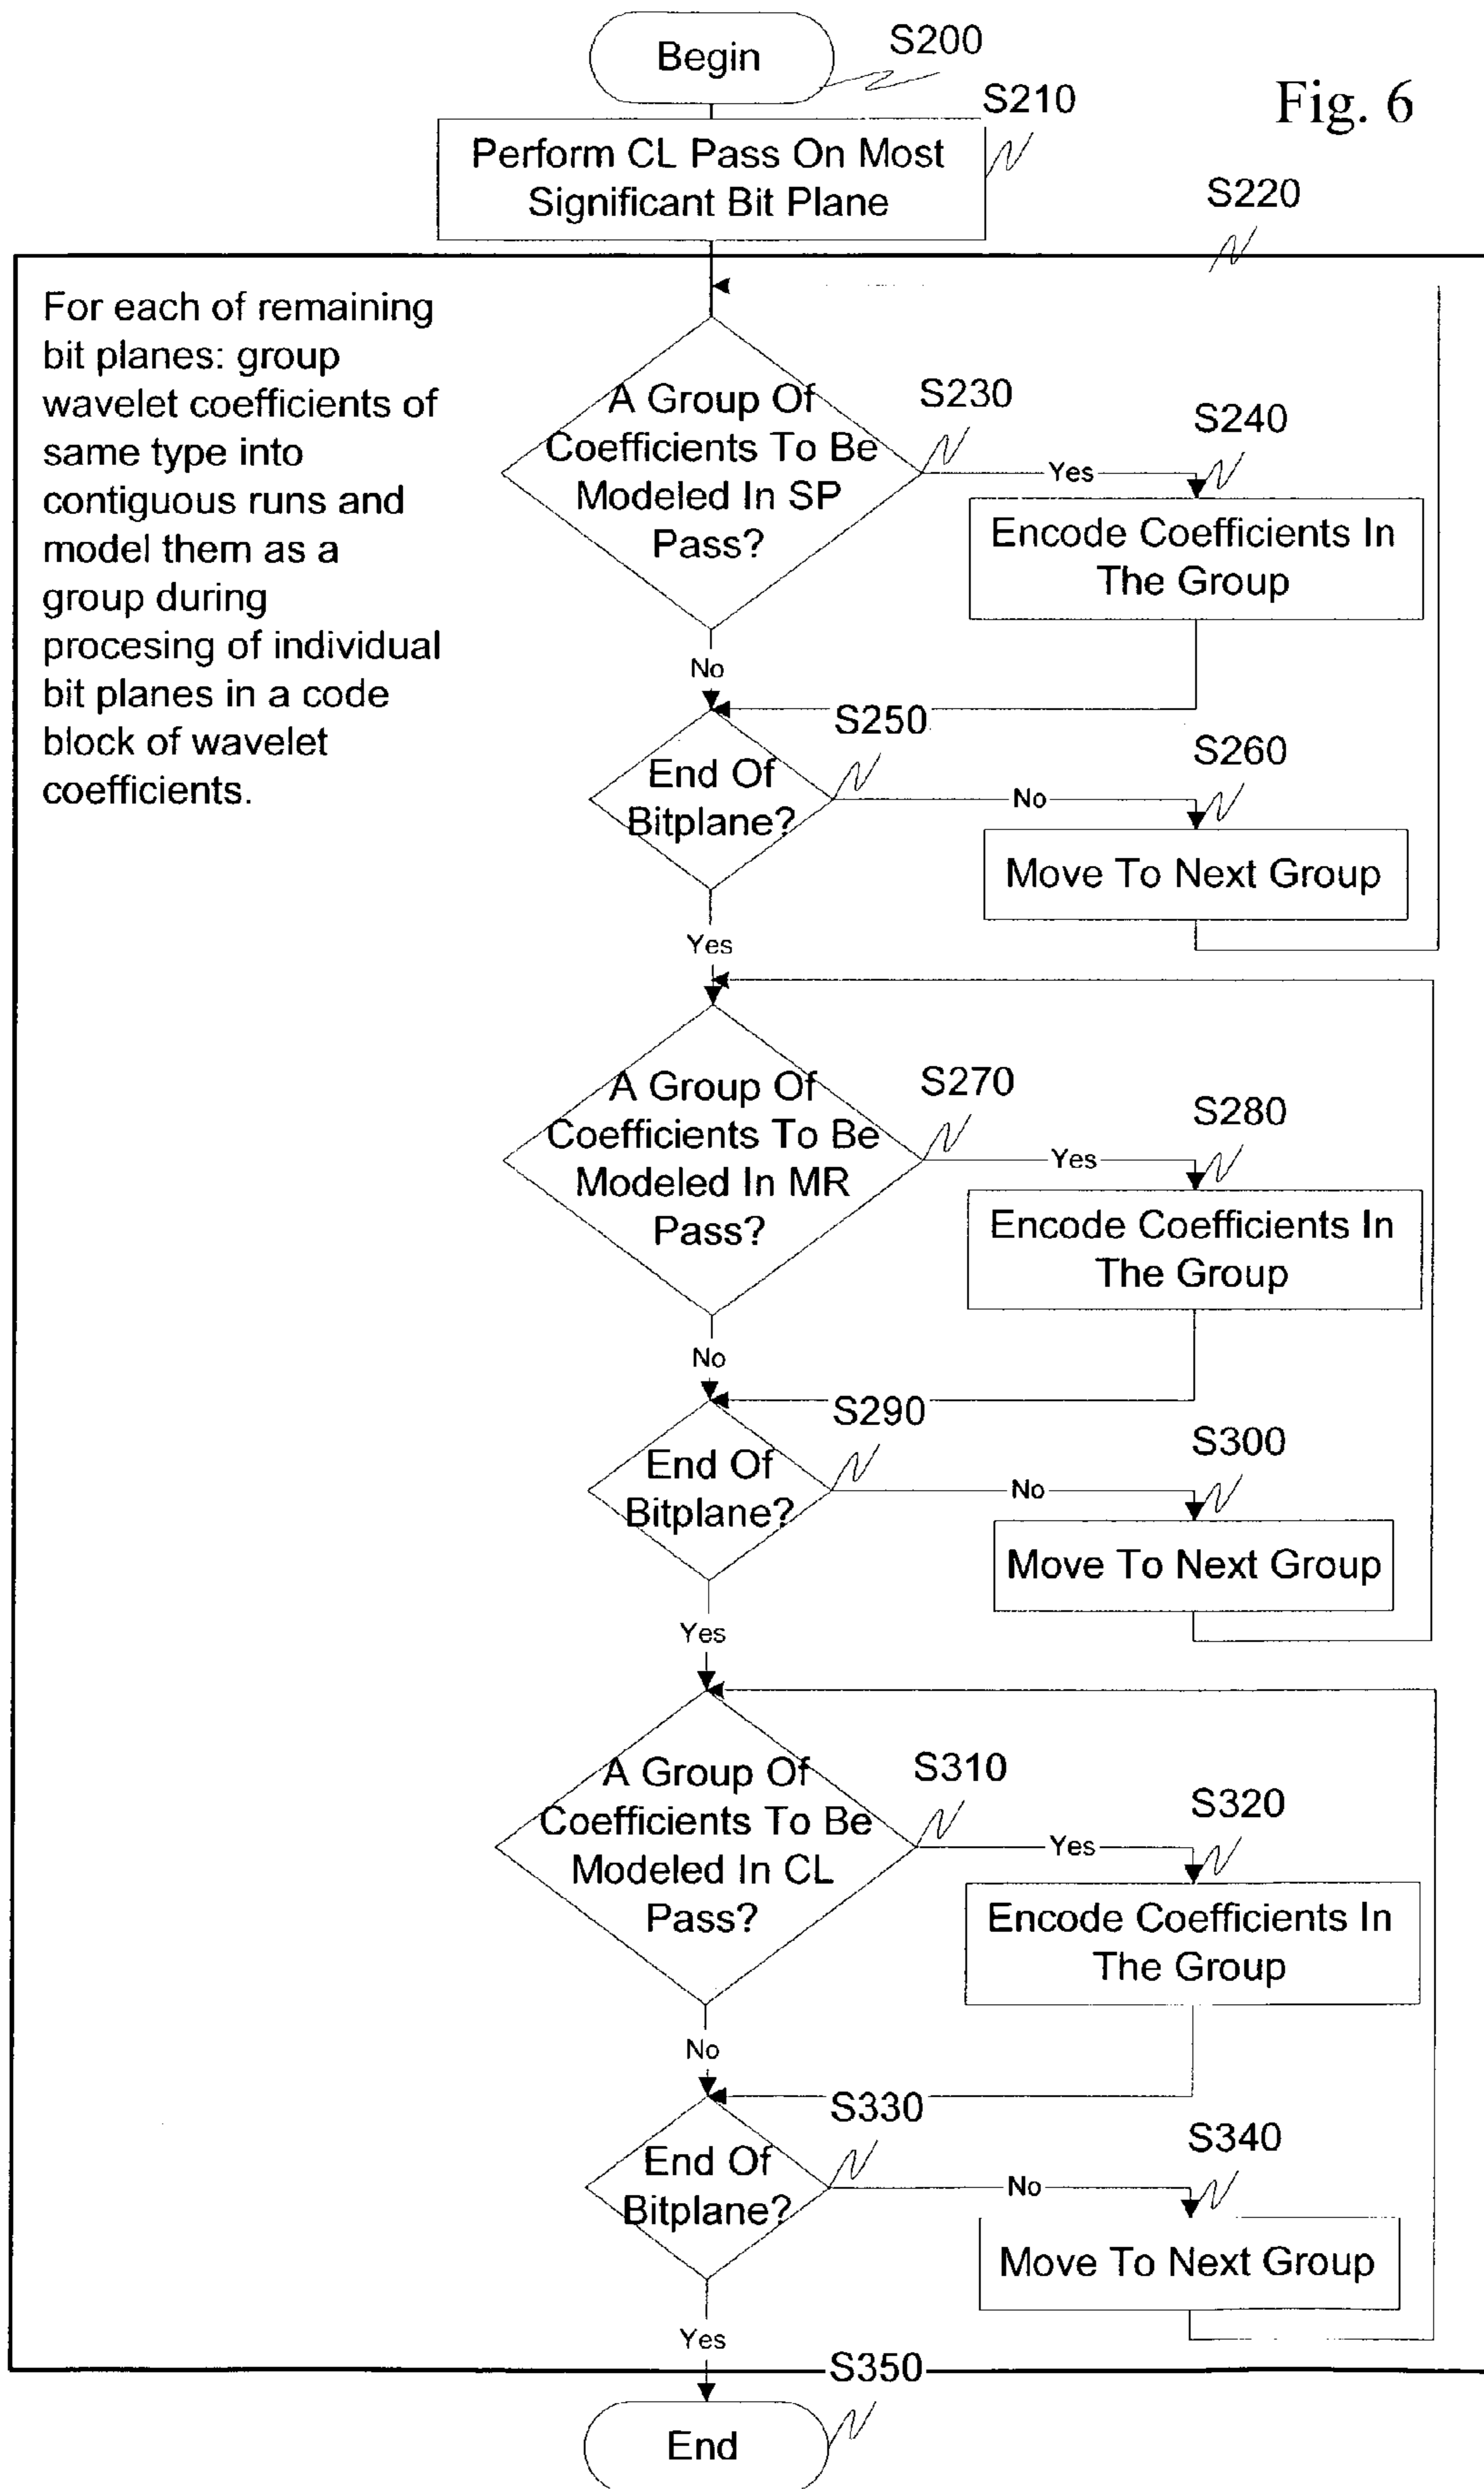 Begin
S200
Fig. 6
S210
Perform CL Pass On Most
Significant Bit Plane
S220
For each of remaining
bit planes: group
wavelet coefficients of
same type into
contiguous runs and
model them as a
group during
procesing of individual
bit planes in a code
block of wavelet
coefficients.
A Group Of
Coefficients To Be
Modeled In SP
Pass?
S230
Yes
S240
Encode Coefficients In
The Group
No
S250
End Of
Bitplane?
No
S260
Move To Next Group
Yes
A Group Of
Coefficients To Be
Modeled In MR
Pass?
S270
Yes
S280
Encode Coefficients In
The Group
No
S290
End Of
Bitplane?
No
S300
Move To Next Group
Yes
A Group Of
Coefficients To Be
Modeled In CL
Pass?
S310
Yes
S320
Encode Coefficients In
The Group
No
S330
End Of
Bitplane?
No
S340
Move To Next Group
Yes
S350
End